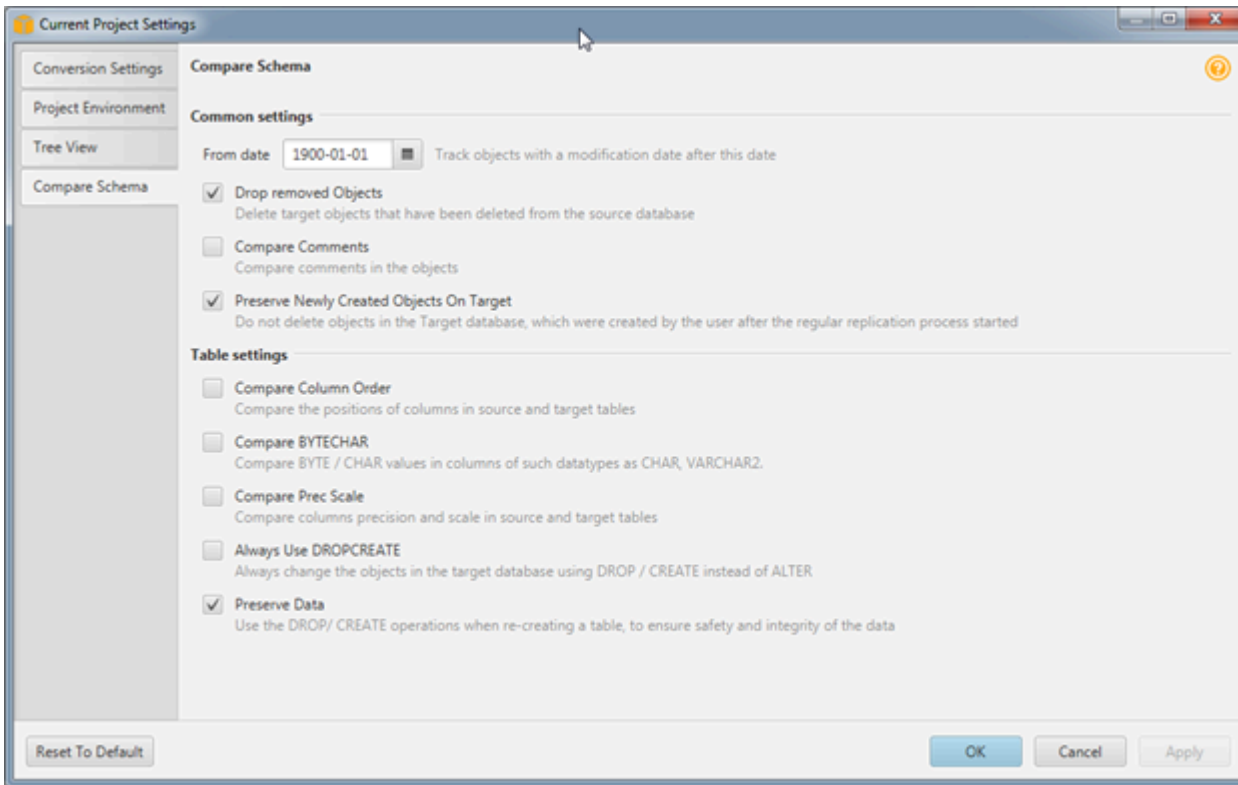 Current Project Settings
Conversion Settings
Project Environment
Tree View
Compare Schema
Compare Schema
Common settings
From date 1900-01-01 Track objects with a modification date after this date
Drop removed Objects
Delete target objects that have been deleted from the source database
Compare Comments
Compare comments in the objects
Preserve Newly Created Objects On Target
Do not delete objects in the Target database, which were created by the user after the regular replication process started
Table settings
Compare Column Order
Compare the positions of columns in source and target tables
Compare BYTECHAR
Compare BYTE / CHAR values in columns of such datatypes as CHAR, VARCHAR2.
Compare Prec Scale
Compare columns precision and scale in source and target tables
Always Use DROPCREATE
Always change the objects in the target database using DROP / CREATE instead of ALTER
Preserve Data
Use the DROP/ CREATE operations when re-creating a table, to ensure safety and integrity of the data
Reset To Default OK Cancel Apply